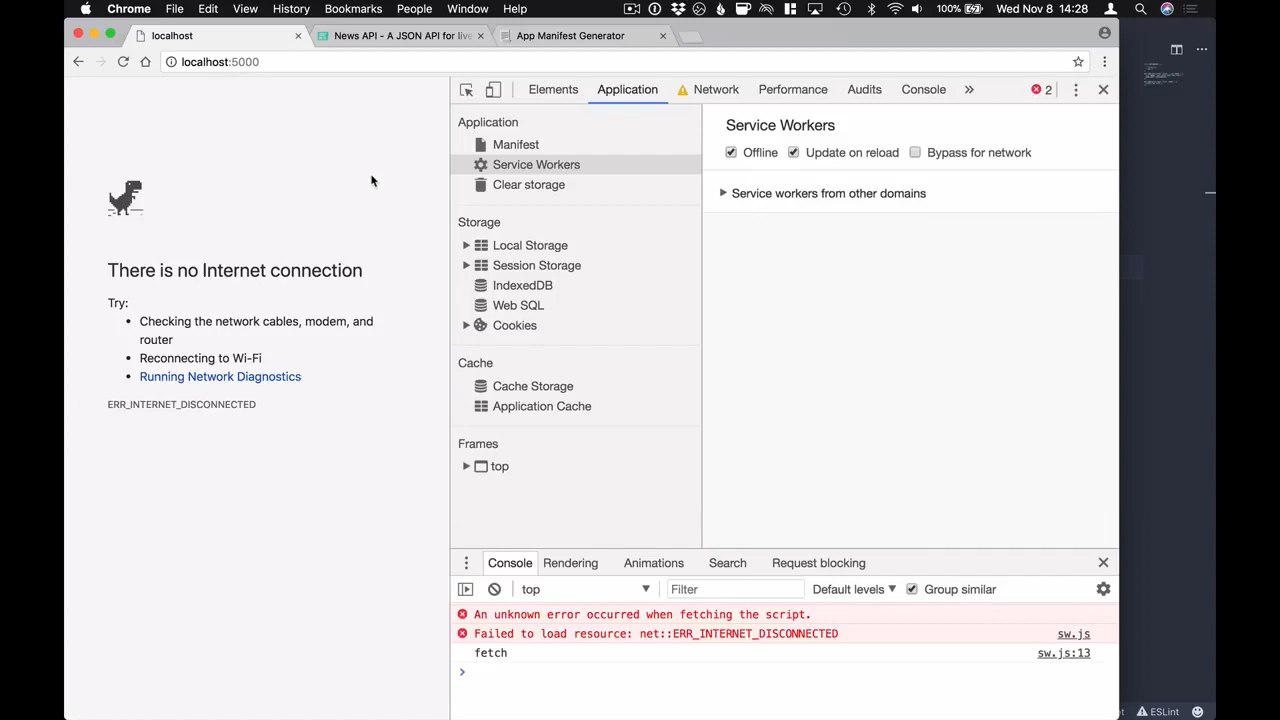 Chrome File Edit View History Bookmarks People Window Help 100% Wed Nov 8 14:28
localhost News API - A JSON API for live App Manifest Generator
localhost:5000
Elements Application Network Performance Audits Console » 2
Application
Manifest
Service Workers
Clear storage
Storage
Local Storage
Session Storage
IndexedDB
Web SQL
Cookies
Cache
Cache Storage
Application Cache
Frames
top
Service Workers
Offline Update on reload Bypass for network
Service workers from other domains
There is no Internet connection
Try:
Checking the network cables, modem, and
router
Reconnecting to Wi-Fi
Running Network Diagnostics
ERR_INTERNET_DISCONNECTED
Console Rendering Animations Search Request blocking
top Filter Default levels Group similar
An unknown error occurred when fetching the script.
Failed to load resource: net::ERR_INTERNET_DISCONNECTED sw.js
fetch sw.js:13
ESLint